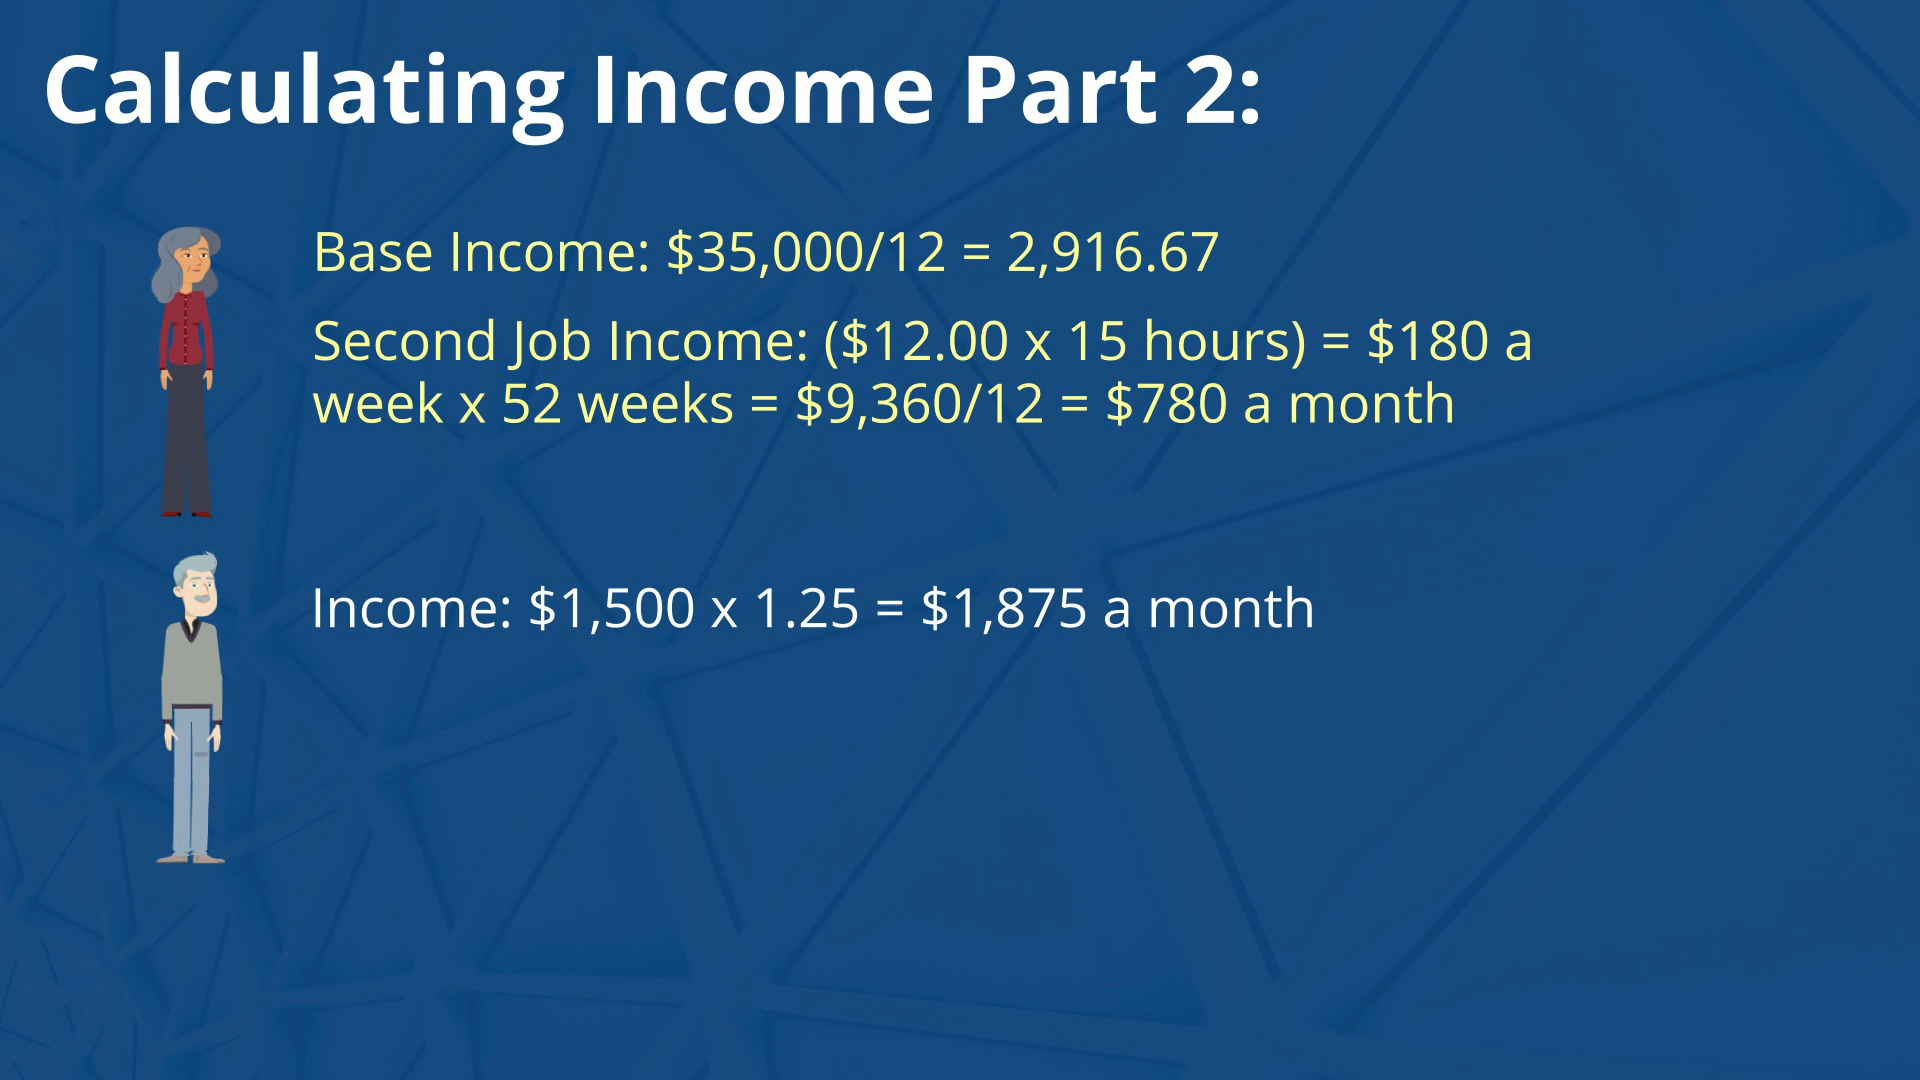 Calculating Income Part 2:
Base Income: $35,000/12 = 2,916.67
Second Job Income: ($12.00 x 15 hours) = $180 a
week x 52 weeks = $9,360/12 = $780 a month
Income: $1,500 x 1.25 = $1,875 a month